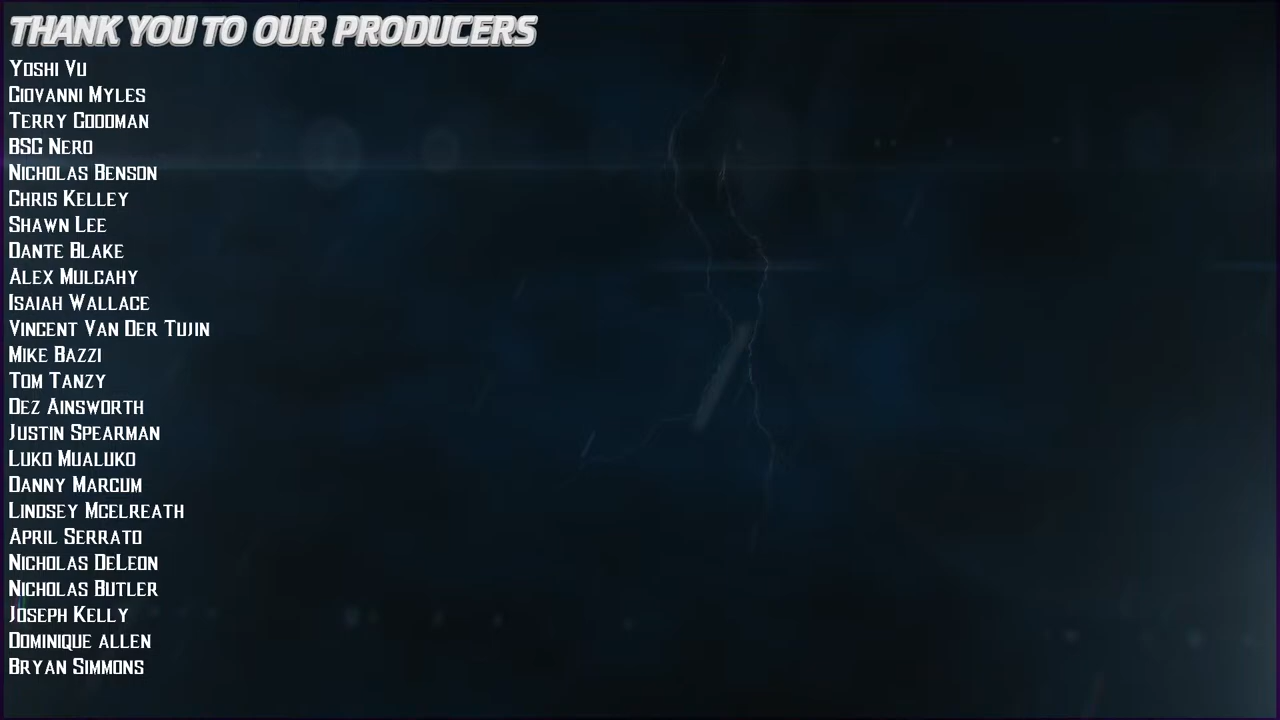 THANK YOU TO OUR PRODUCERS
YOSHI VU
GIOVANNI MYLES
TERRY GOODMAN
BSG NERO
NICHOLAS BENSON
CHRIS KELLEY
SHAWN LEE
DANTE BLAKE
ALEX MULCAHY
ISAIAH WALLACE
VINCENT VAN DER TUJIN
MIKE BAZZI
TOM TANZY
DEZ AINSWORTH
JUSTIN SPEARMAN
LUKO MUALUKO
DANNY MARCUM
LINDSEY MCELREATH
APRIL SERRATO
NICHOLAS DELEON
NICHOLAS BUTLER
JOSEPH KELLY
DOMINIQUE ALLEN
BRYAN SIMMONS